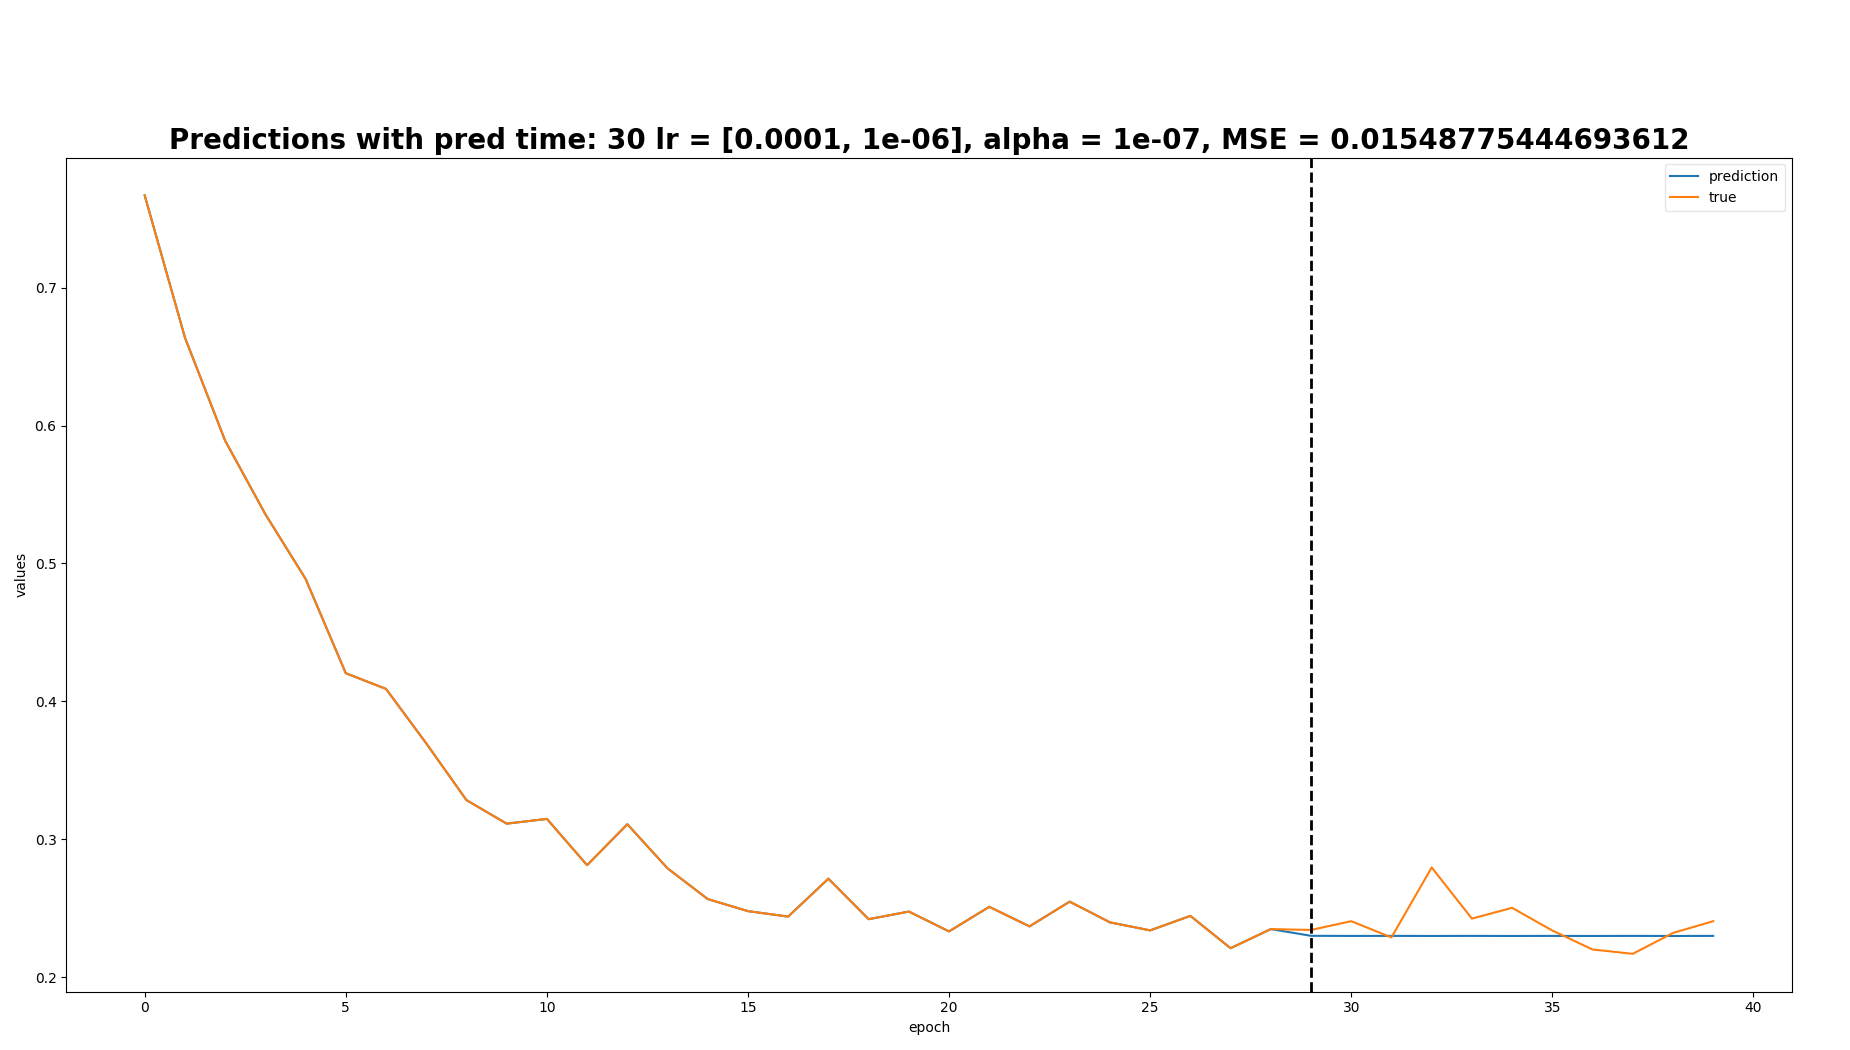 Predictions with pred time: 30 lr = [0.0001, 1e-06], alpha = 1e-07, MSE = 0.01548775444693612
prediction
true
values
0.7
0.6
0.5
0.4
0.3
0.2
0 5 10 15 20 25 30 35 40
epoch